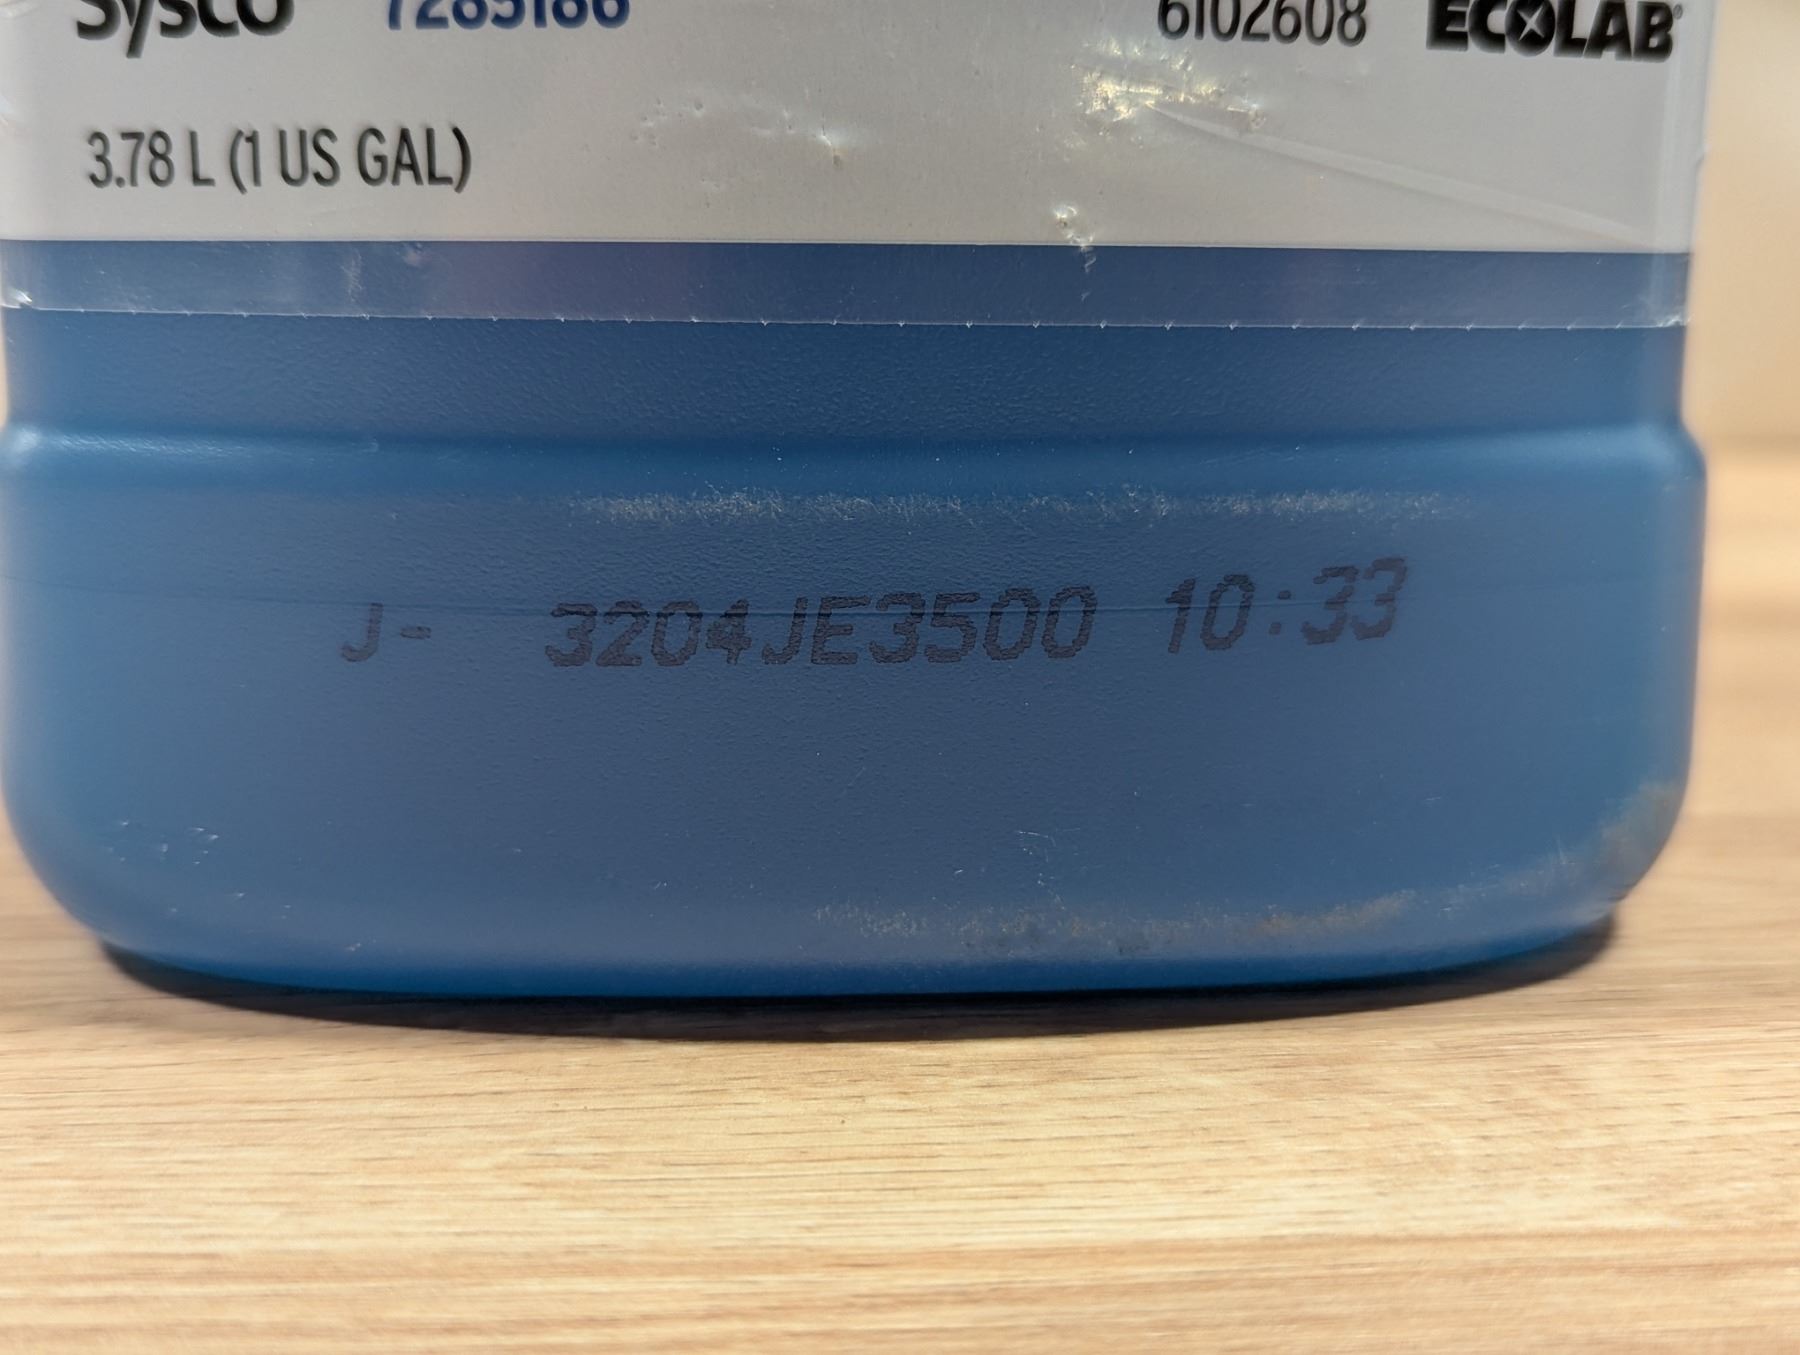 Sysco 7285186 6102608 ECOLAB®
3.78 L (1 US GAL)
J- 3204JE3500 10:33